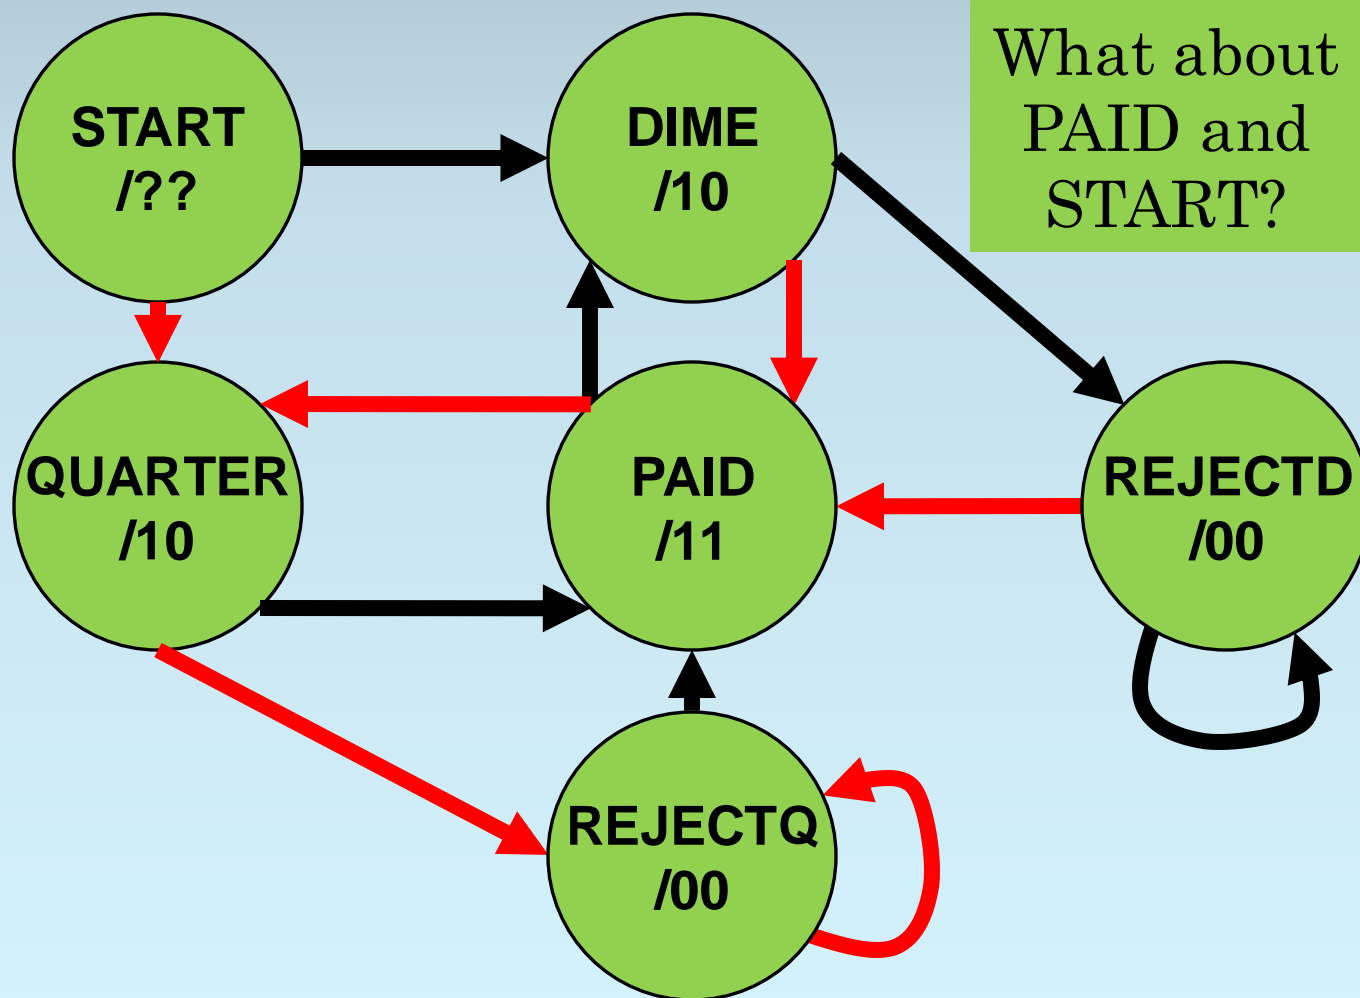 START
/??
DIME
/10
What about
PAID and
START?
QUARTER
/10
PAID
/11
REJECTD
/00
REJECTQ
/00